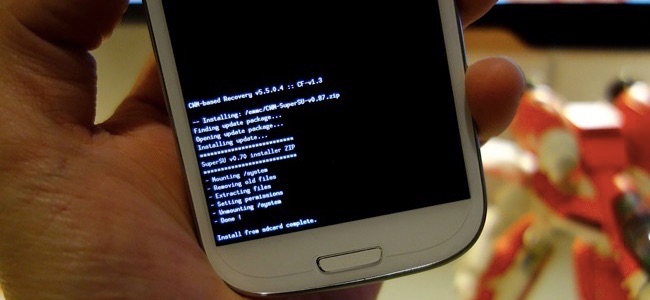 CWM-based Recovery v5.5.0.4 :: CF-v1.3
-- Installing: /emmc/CWM-SuperSU-v0.87.zip
Finding update package...
Opening update package...
Installing update...
**************************
SuperSU v0.70 installer ZIP
**************************
- Mounting /system
- Removing old files
- Extracting files
- Setting permissions
- Unmounting /system
- Done !
Install from sdcard complete.